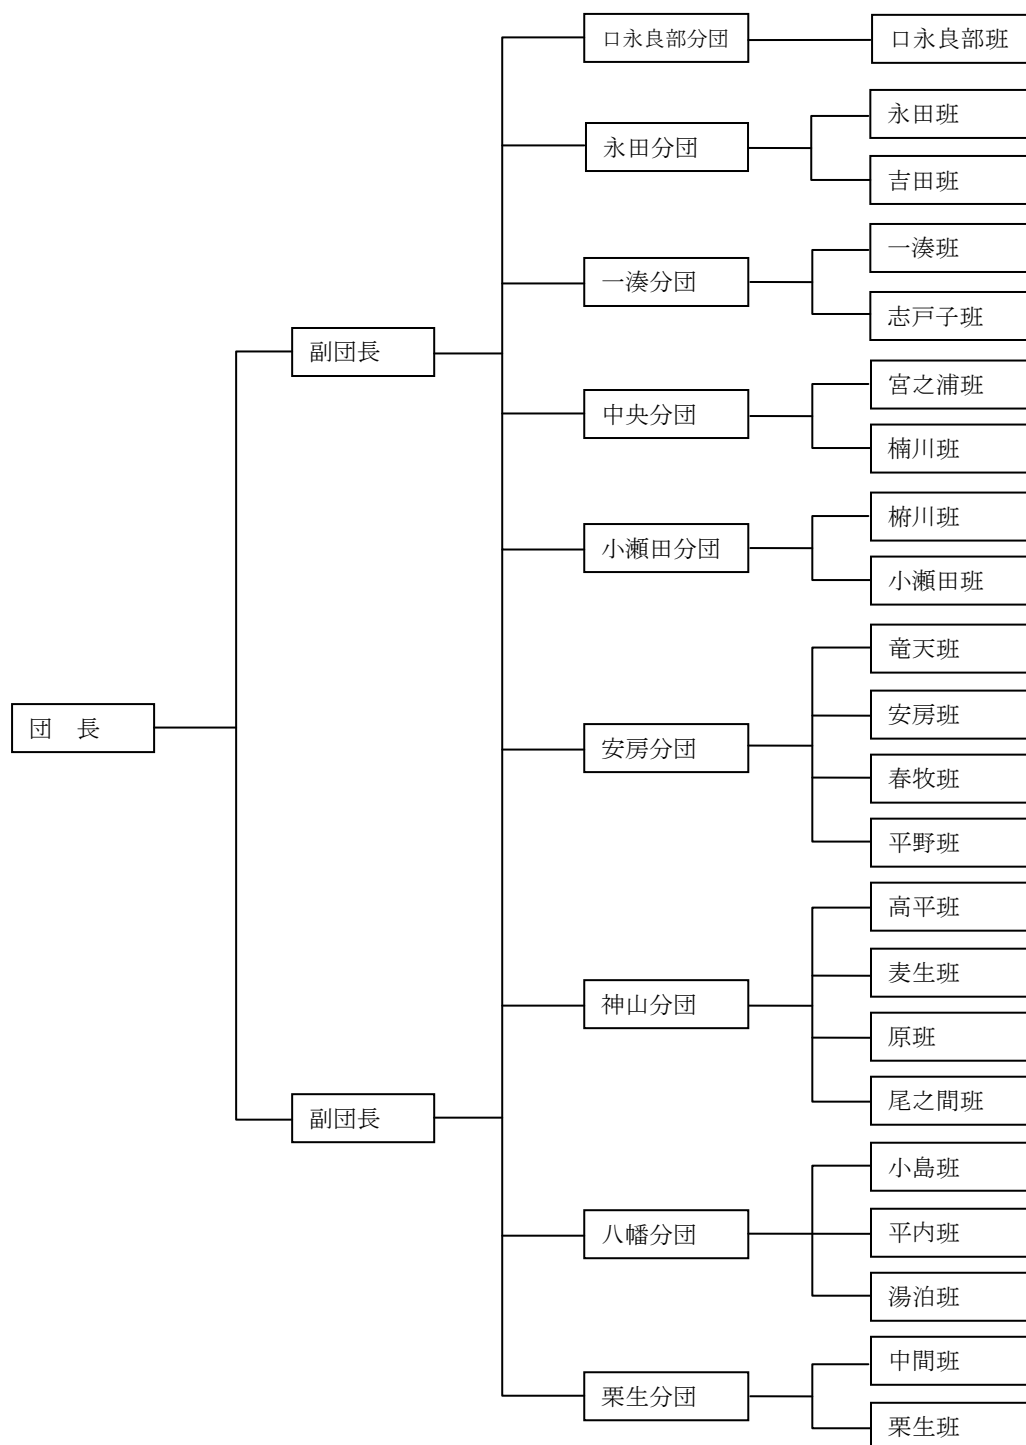 団　長
副団長
副団長
口永良部分団
永田分団
一湊分団
中央分団
小瀬田分団
安房分団
神山分団
八幡分団
栗生分団
口永良部班
永田班
吉田班
一湊班
志戸子班
宮之浦班
楠川班
椨川班
小瀬田班
竜天班
安房班
春牧班
平野班
高平班
麦生班
原班
尾之間班
小島班
平内班
湯泊班
中間班
栗生班